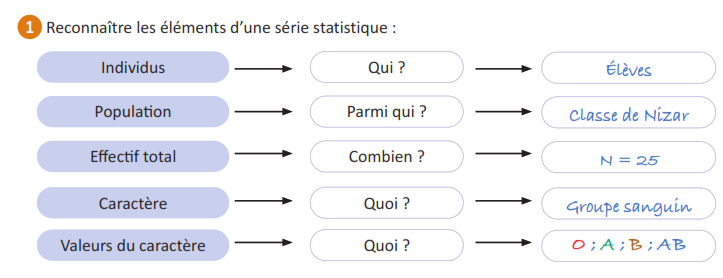 1 Reconnaître les éléments d'une série statistique :
Individus Qui ? Élèves
Population Parmi qui ? Classe de Nizar
Effectif total Combien ? N = 25
Caractère Quoi ? Groupe sanguin
Valeurs du caractère Quoi ? O ; A ; B ; AB